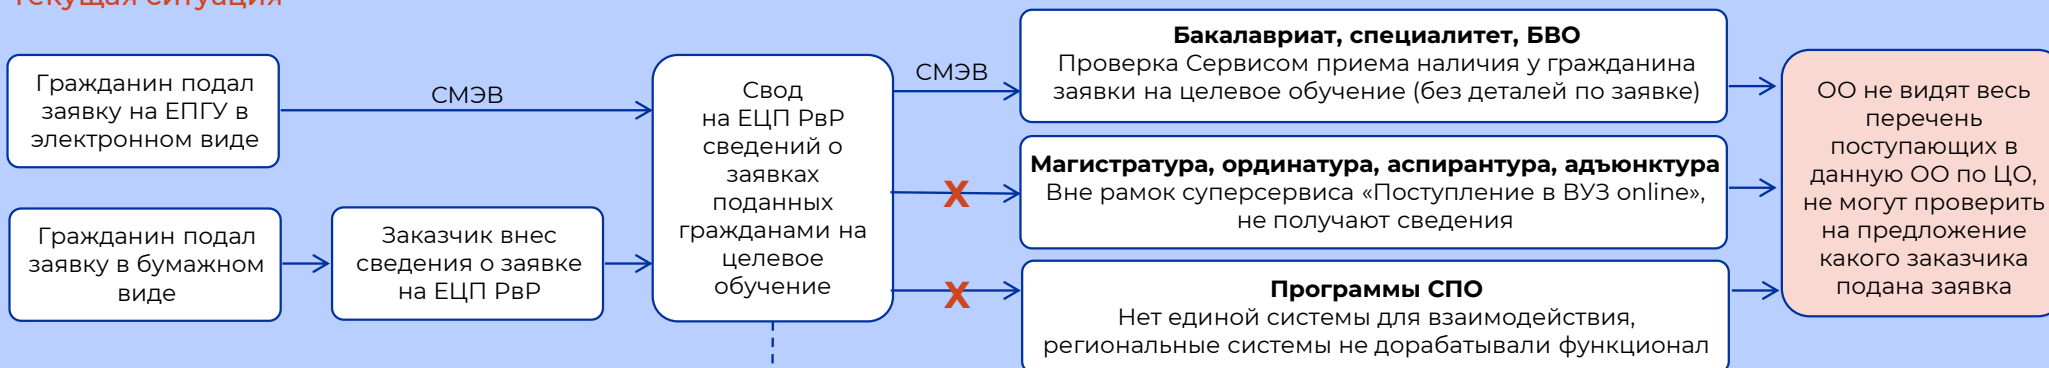 Текущая ситуация
Гражданин подал
заявку на ЕПГУ в
электронном виде
СМЭВ
Гражданин подал
заявку в бумажном
виде
Заказчик внес
сведения о заявке
на ЕЦП РвР
Свод
на ЕЦП РвР
сведений о
заявках
поданных
гражданами на
целевое
обучение
СМЭВ
X
X
Бакалавриат, специалитет, БВО
Проверка Сервисом приема наличия у гражданина
заявки на целевое обучение (без деталей по заявке)
Магистратура, ординатура, аспирантура, адъюнктура
Вне рамок суперсервиса «Поступление в ВУЗ online»,
не получают сведения
Программы СПО
Нет единой системы для взаимодействия,
региональные системы не дорабатывали функционал
ОО не видят весь
перечень
поступающих в
данную ОО по ЦО,
не могут проверить
на предложение
какого заказчика
подана заявка